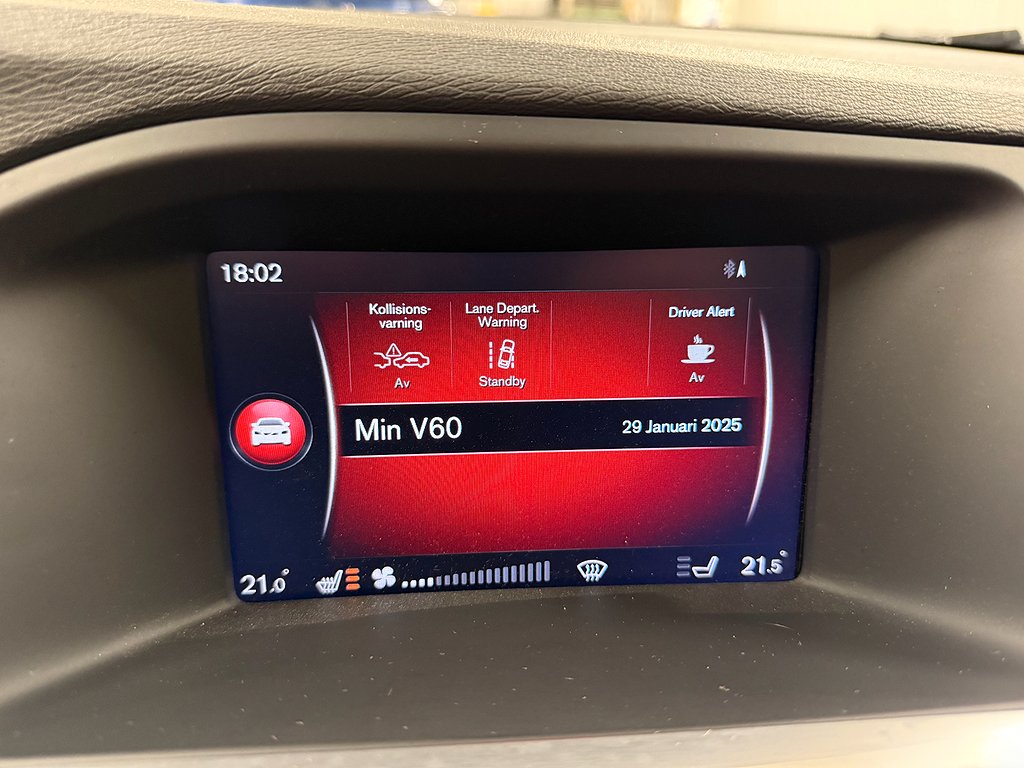 18:02
Kollisions-
varning
Av
Lane Depart.
Warning
Standby
Driver Alert
Av
Min V60 29 Januari 2025
21.0° 21.5°